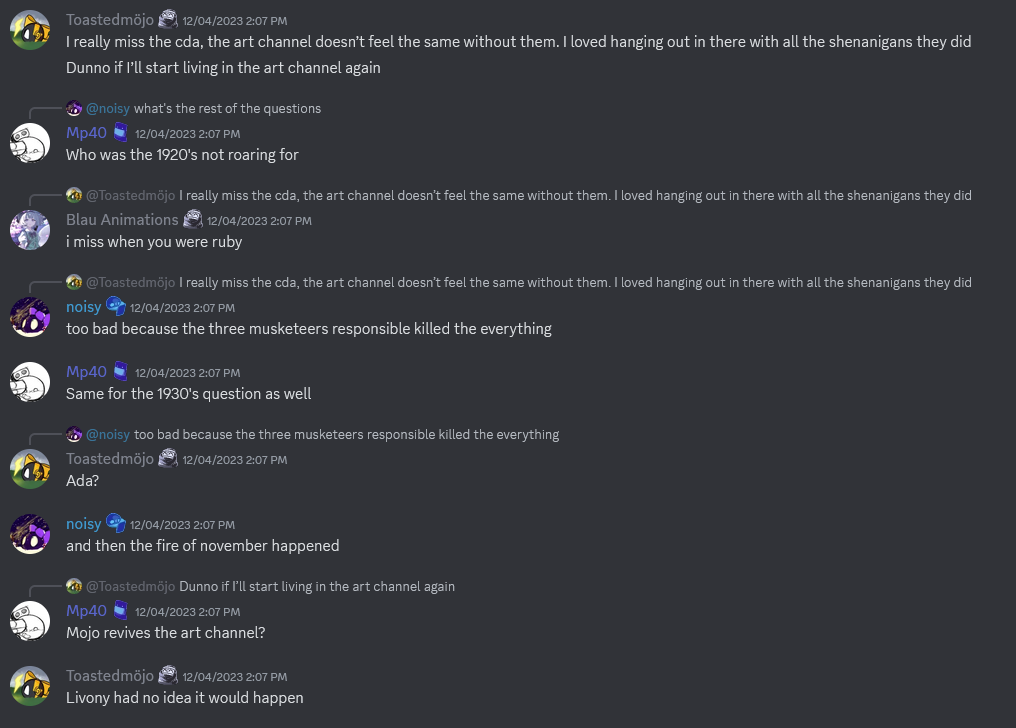 Toastedmöjo 12/04/2023 2:07 PM
I really miss the cda, the art channel doesn't feel the same without them. I loved hanging out in there with all the shenanigans they did
Dunno if I'll start living in the art channel again
@noisy what's the rest of the questions
Mp40 12/04/2023 2:07 PM
Who was the 1920's not roaring for
@Toastedmöjo I really miss the cda, the art channel doesn't feel the same without them. I loved hanging out in there with all the shenanigans they did
Blau Animations 12/04/2023 2:07 PM
i miss when you were ruby
@Toastedmöjo I really miss the cda, the art channel doesn't feel the same without them. I loved hanging out in there with all the shenanigans they did
noisy 12/04/2023 2:07 PM
too bad because the three musketeers responsible killed the everything
Mp40 12/04/2023 2:07 PM
Same for the 1930's question as well
@noisy too bad because the three musketeers responsible killed the everything
Toastedmöjo 12/04/2023 2:07 PM
Ada?
noisy 12/04/2023 2:07 PM
and then the fire of november happened
@Toastedmöjo Dunno if I'll start living in the art channel again
Mp40 12/04/2023 2:07 PM
Mojo revives the art channel?
Toastedmöjo 12/04/2023 2:07 PM
Livony had no idea it would happen